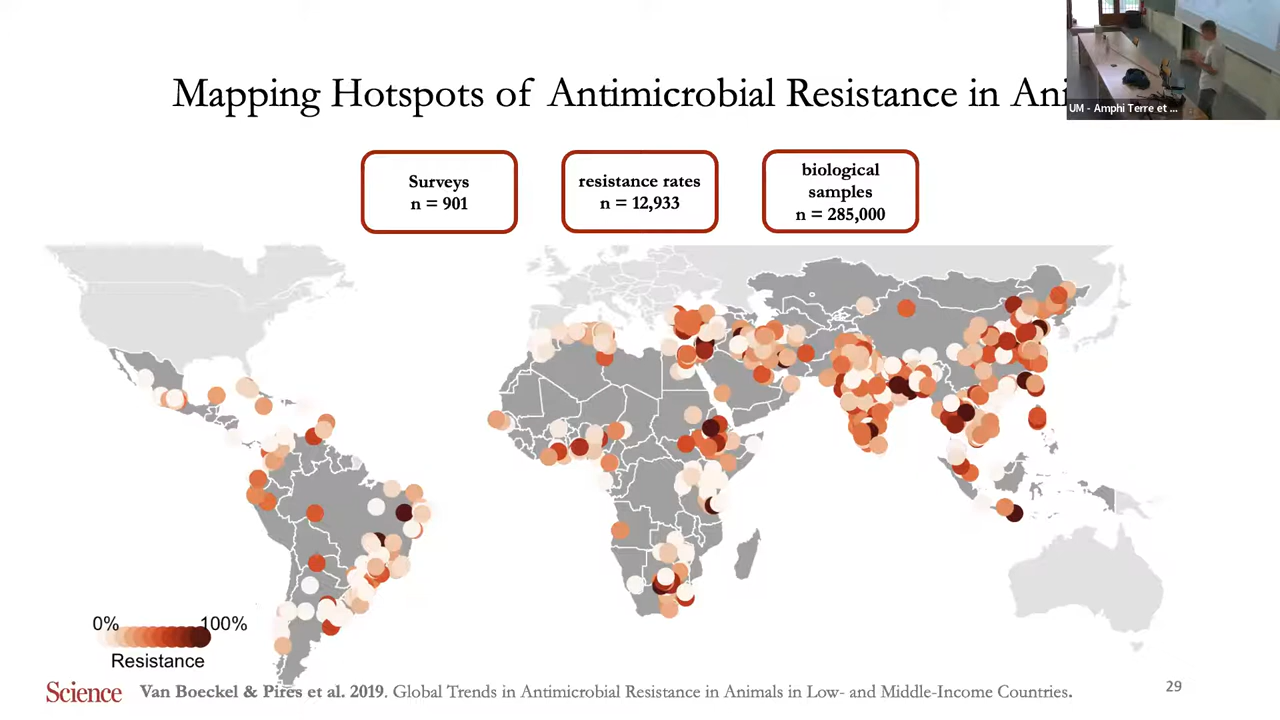 Mapping Hotspots of Antimicrobial Resistance in Ani
UM - Amphi Terre et ...
Surveys
n = 901
resistance rates
n = 12,933
biological
samples
n = 285,000
0% 100%
Resistance
Science Van Boeckel & Pires et al. 2019. Global Trends in Antimicrobial Resistance in Animals in Low- and Middle-Income Countries.
29